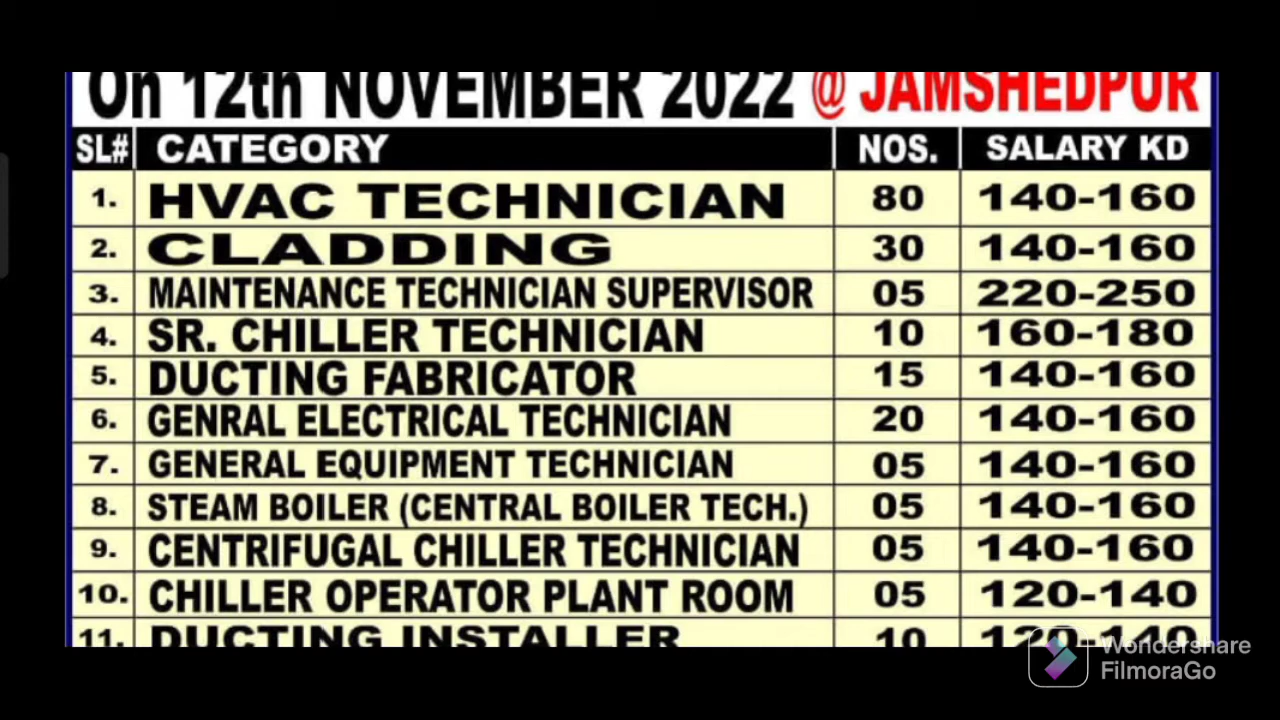 On 12th NOVEMBER 2022 @ JAMSHEDPUR
SL# CATEGORY NOS. SALARY KD
1. HVAC TECHNICIAN 80 140-160
2. CLADDING 30 140-160
3. MAINTENANCE TECHNICIAN SUPERVISOR 05 220-250
4. SR. CHILLER TECHNICIAN 10 160-180
5. DUCTING FABRICATOR 15 140-160
6. GENRAL ELECTRICAL TECHNICIAN 20 140-160
7. GENERAL EQUIPMENT TECHNICIAN 05 140-160
8. STEAM BOILER (CENTRAL BOILER TECH.) 05 140-160
9. CENTRIFUGAL CHILLER TECHNICIAN 05 140-160
10. CHILLER OPERATOR PLANT ROOM 05 120-140
11. DUCTING INSTALLER 10 120-140
Wondershare
FilmoraGo